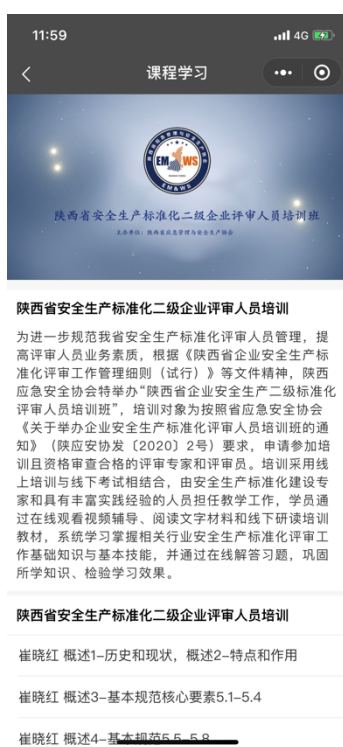 11:59
4G
课程学习
EM WS
EM&WS
陕西省安全生产标准化二级企业评审人员培训班
主办单位：陕西省应急管理与安全生产协会
陕西省安全生产标准化二级企业评审人员培训
为进一步规范我省安全生产标准化评审人员管理，提
高评审人员业务素质，根据《陕西省企业安全生产标
准化评审工作管理细则（试行）》等文件精神，陕西
应急安全协会特举办“陕西省企业安全生产二级标准化
评审人员培训班”，培训对象为按照省应急安全协会
《关于举办企业安全生产标准化评审人员培训班的通
知》（陕应安协发〔2020〕2号）要求，申请参加培
训且资格审查合格的评审专家和评审员。培训采用线
上培训与线下考试相结合，由安全生产标准化建设专
家和具有丰富实践经验的人员担任教学工作，学员通
过在线观看视频辅导、阅读文字材料和线下研读培训
教材，系统学习掌握相关行业安全生产标准化评审工
作基础知识与基本技能，并通过在线解答习题，巩固
所学知识、检验学习效果。
陕西省安全生产标准化二级企业评审人员培训
崔晓红 概述1-历史和现状，概述2-特点和作用
崔晓红 概述3-基本规范核心要素5.1-5.4
崔晓红 概述4-基本规范5.5-5.8